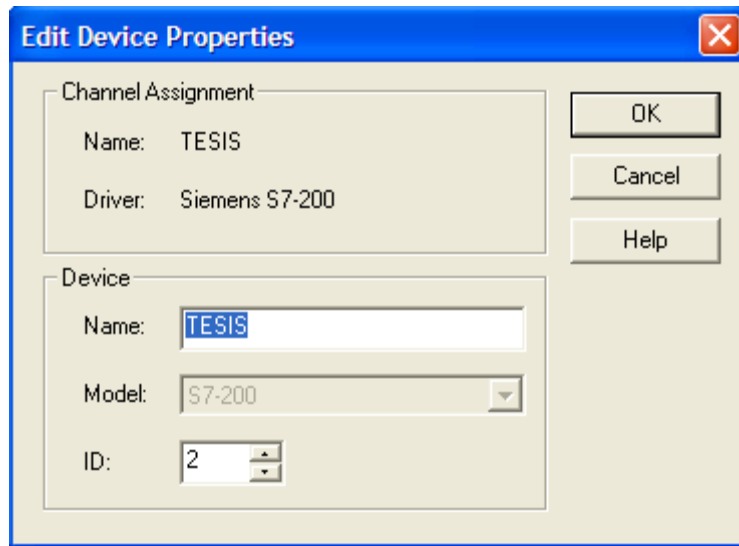 Edit Device Properties
Channel Assignment
Name: TESIS
Driver: Siemens S7-200
OK
Cancel
Help
Device
Name: TESIS
Model: S7-200
ID: 2